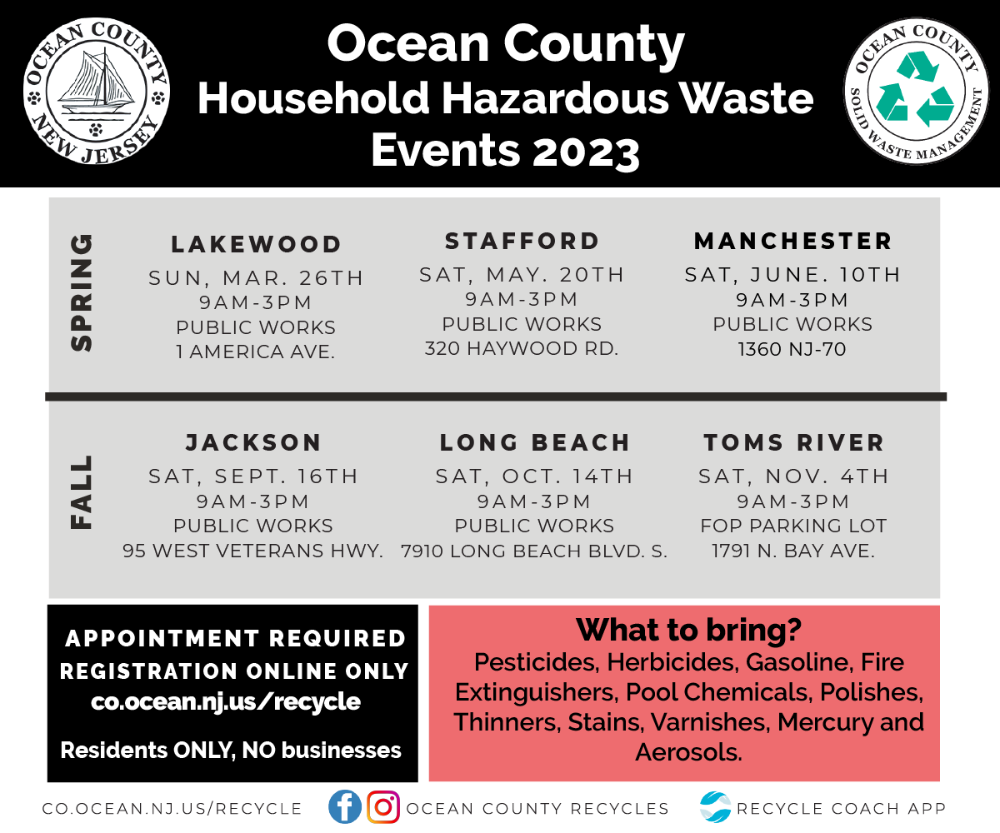 OCEAN COUNTY
NEW JERSEY
Ocean County
Household Hazardous Waste
Events 2023
OCEAN COUNTY
SOLID WASTE MANAGEMENT
SPRING
LAKEWOOD
SUN, MAR. 26TH
9AM-3PM
PUBLIC WORKS
1 AMERICA AVE.
STAFFORD
SAT, MAY. 20TH
9AM-3PM
PUBLIC WORKS
320 HAYWOOD RD.
MANCHESTER
SAT, JUNE. 10TH
9AM-3PM
PUBLIC WORKS
1360 NJ-70
FALL
JACKSON
SAT, SEPT. 16TH
9AM-3PM
PUBLIC WORKS
95 WEST VETERANS HWY.
LONG BEACH
SAT, OCT. 14TH
9AM-3PM
PUBLIC WORKS
7910 LONG BEACH BLVD. S.
TOMS RIVER
SAT, NOV. 4TH
9AM-3PM
FOP PARKING LOT
1791 N. BAY AVE.
APPOINTMENT REQUIRED
REGISTRATION ONLINE ONLY
co.ocean.nj.us/recycle
Residents ONLY, NO businesses
What to bring?
Pesticides, Herbicides, Gasoline, Fire
Extinguishers, Pool Chemicals, Polishes,
Thinners, Stains, Varnishes, Mercury and
Aerosols.
CO.OCEAN.NJ.US/RECYCLE
OCEAN COUNTY RECYCLES
RECYCLE COACH APP